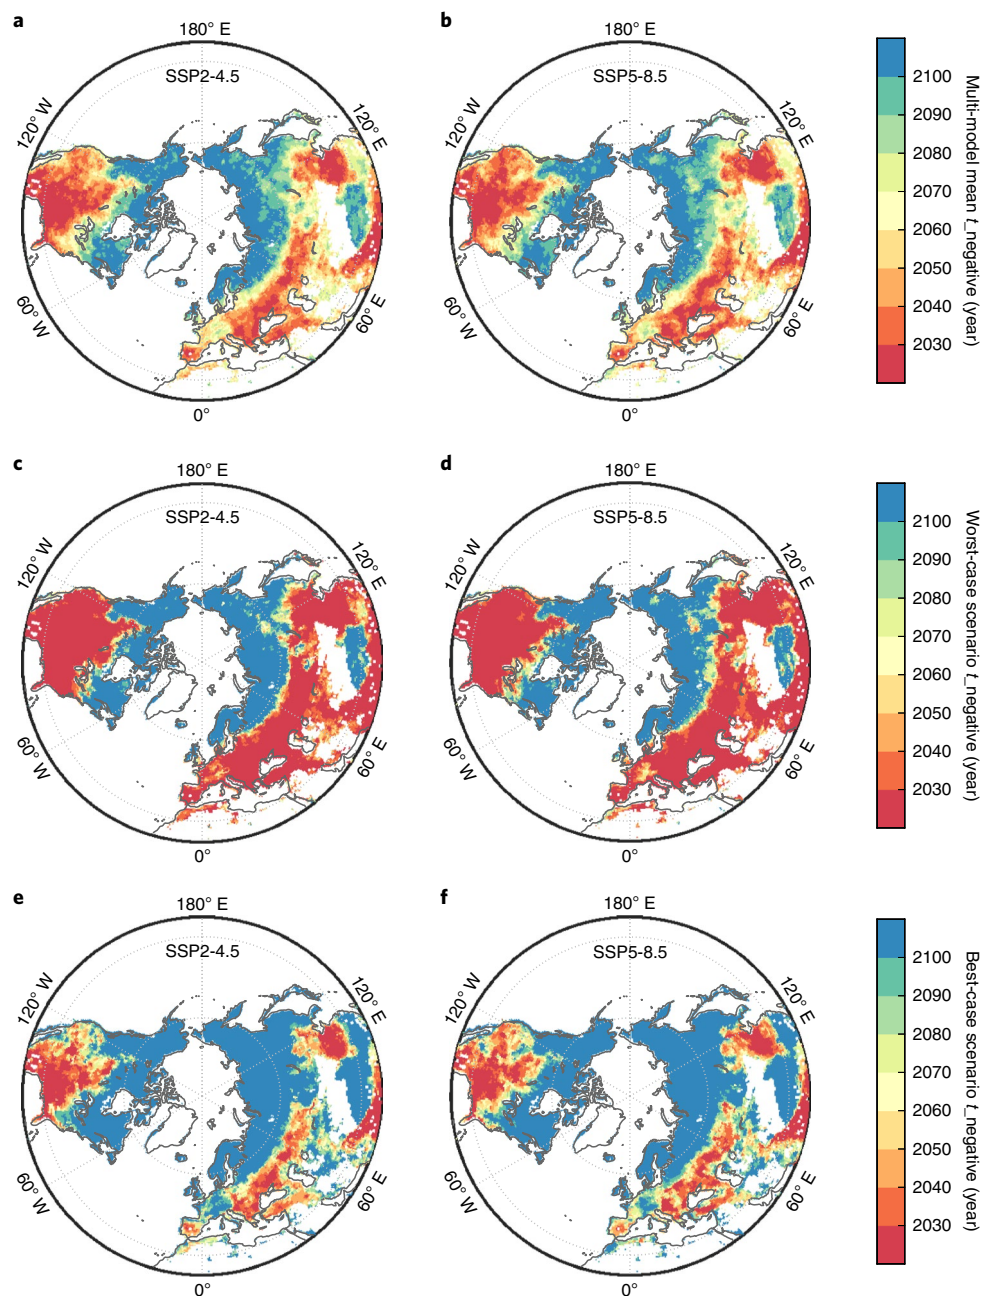 a
b
180° E
180° E
SSP2-4.5
SSP5-8.5
120° W
120° E
120° W
120° E
60° W
60° E
60° W
60° E
0°
0°
2100
2090
2080
2070
2060
2050
2040
2030
Multi-model mean t_negative (year)
c
d
180° E
180° E
SSP2-4.5
SSP5-8.5
120° W
120° E
120° W
120° E
60° W
60° E
60° W
60° E
0°
0°
2100
2090
2080
2070
2060
2050
2040
2030
Worst-case scenario t_negative (year)
e
f
180° E
180° E
SSP2-4.5
SSP5-8.5
120° W
120° E
120° W
120° E
60° W
60° E
60° W
60° E
0°
0°
2100
2090
2080
2070
2060
2050
2040
2030
Best-case scenario t_negative (year)